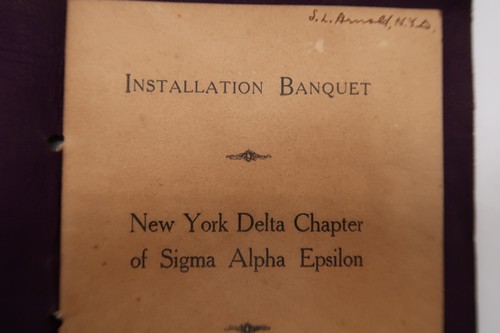 S. L. Arnold, N.Y.Δ.
INSTALLATION BANQUET
New York Delta Chapter
of Sigma Alpha Epsilon